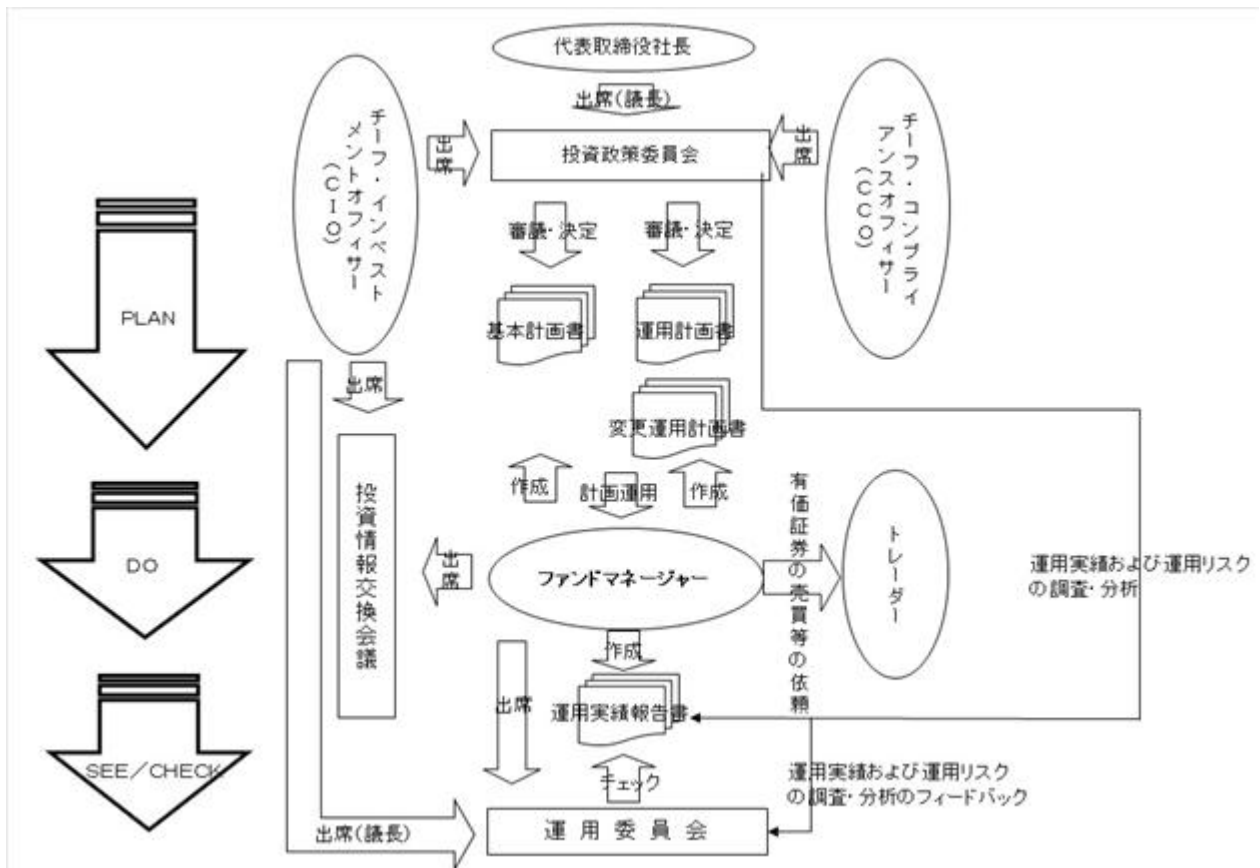 代表取締役社長
出席(議長)
チーフ・インベスト
メントオフィサー
(CIO)
出席
投資政策委員会
出席
チーフ・コンプライ
アンスオフィサー
(CCO)
審議・決定
審議・決定
PLAN
基本計画書
運用計画書
出席
変更運用計画書
作成
計画運用
作成
投資情報交換会議
DO
出席
ファンドマネージャー
有価証券の売買等の依頼
トレーダー
運用実績および運用リスク
の調査・分析
作成
出席
運用実績報告書
SEE/CHECK
チェック
運用実績および運用リスク
の調査・分析のフィードバック
出席(議長)
運用委員会